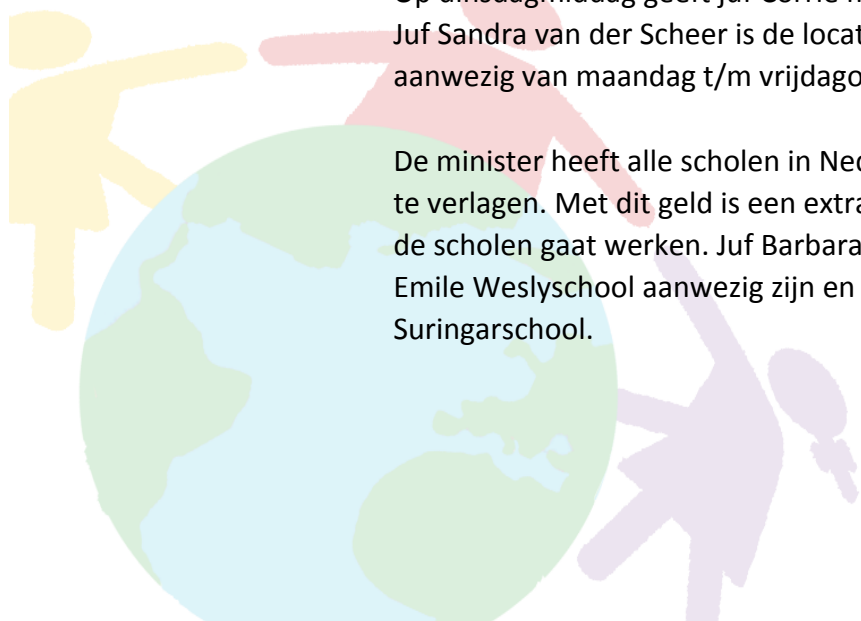 Juf Sandra van der Scheer is de locat
aanwezig van maandag t/m vrijdago
De minister heeft alle scholen in Ned
te verlagen. Met dit geld is een extra
de scholen gaat werken. Juf Barbara
Emile Weslyschool aanwezig zijn en
Suringarschool.